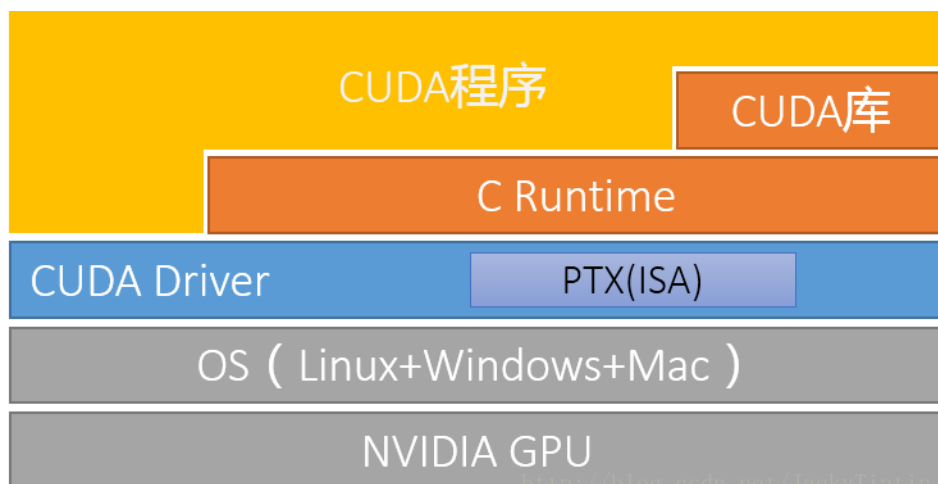 CUDA程序
CUDA库
C Runtime
CUDA Driver
PTX(ISA)
OS（Linux+Windows+Mac）
NVIDIA GPU